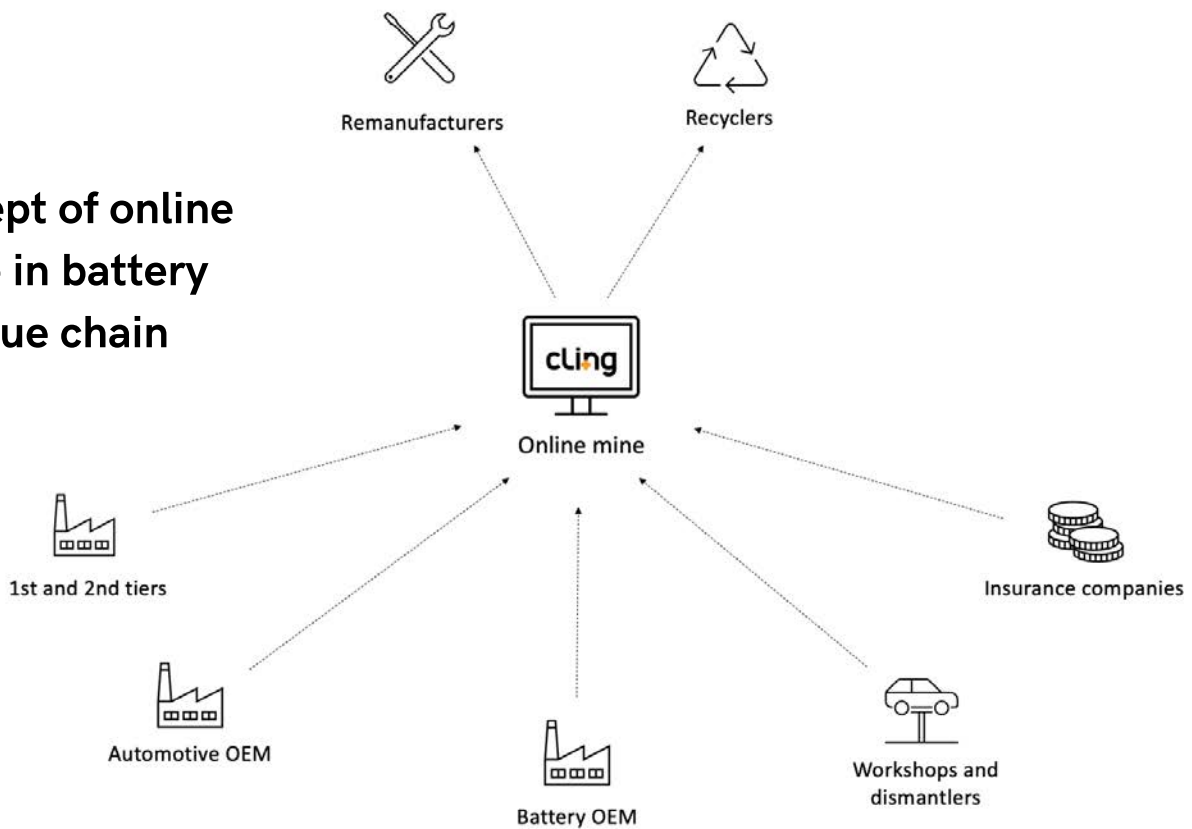 Remanufacturers
Recyclers
ept of online
in battery
ue chain
cling
Online mine
1st and 2nd tiers
Insurance companies
Automotive OEM
Workshops and
dismantlers
Battery OEM